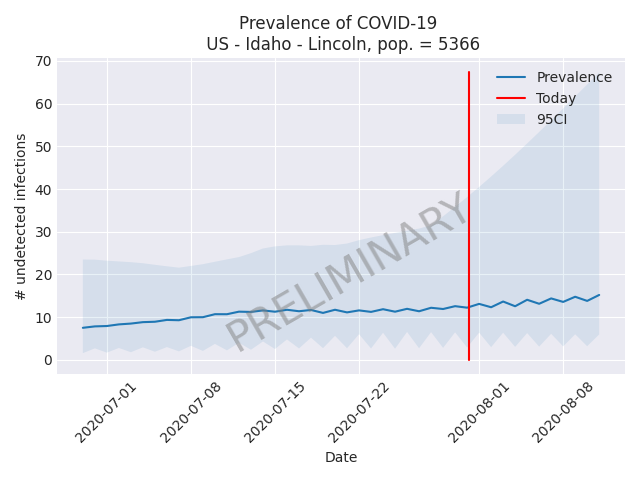 Prevalence of COVID-19
US - Idaho - Lincoln, pop. = 5366
# undetected infections
70
60
50
40
30
20
10
0
Prevalence
Today
95CI
PRELIMINARY
2020-07-01
2020-07-08
2020-07-15
2020-07-22
2020-08-01
2020-08-08
Date